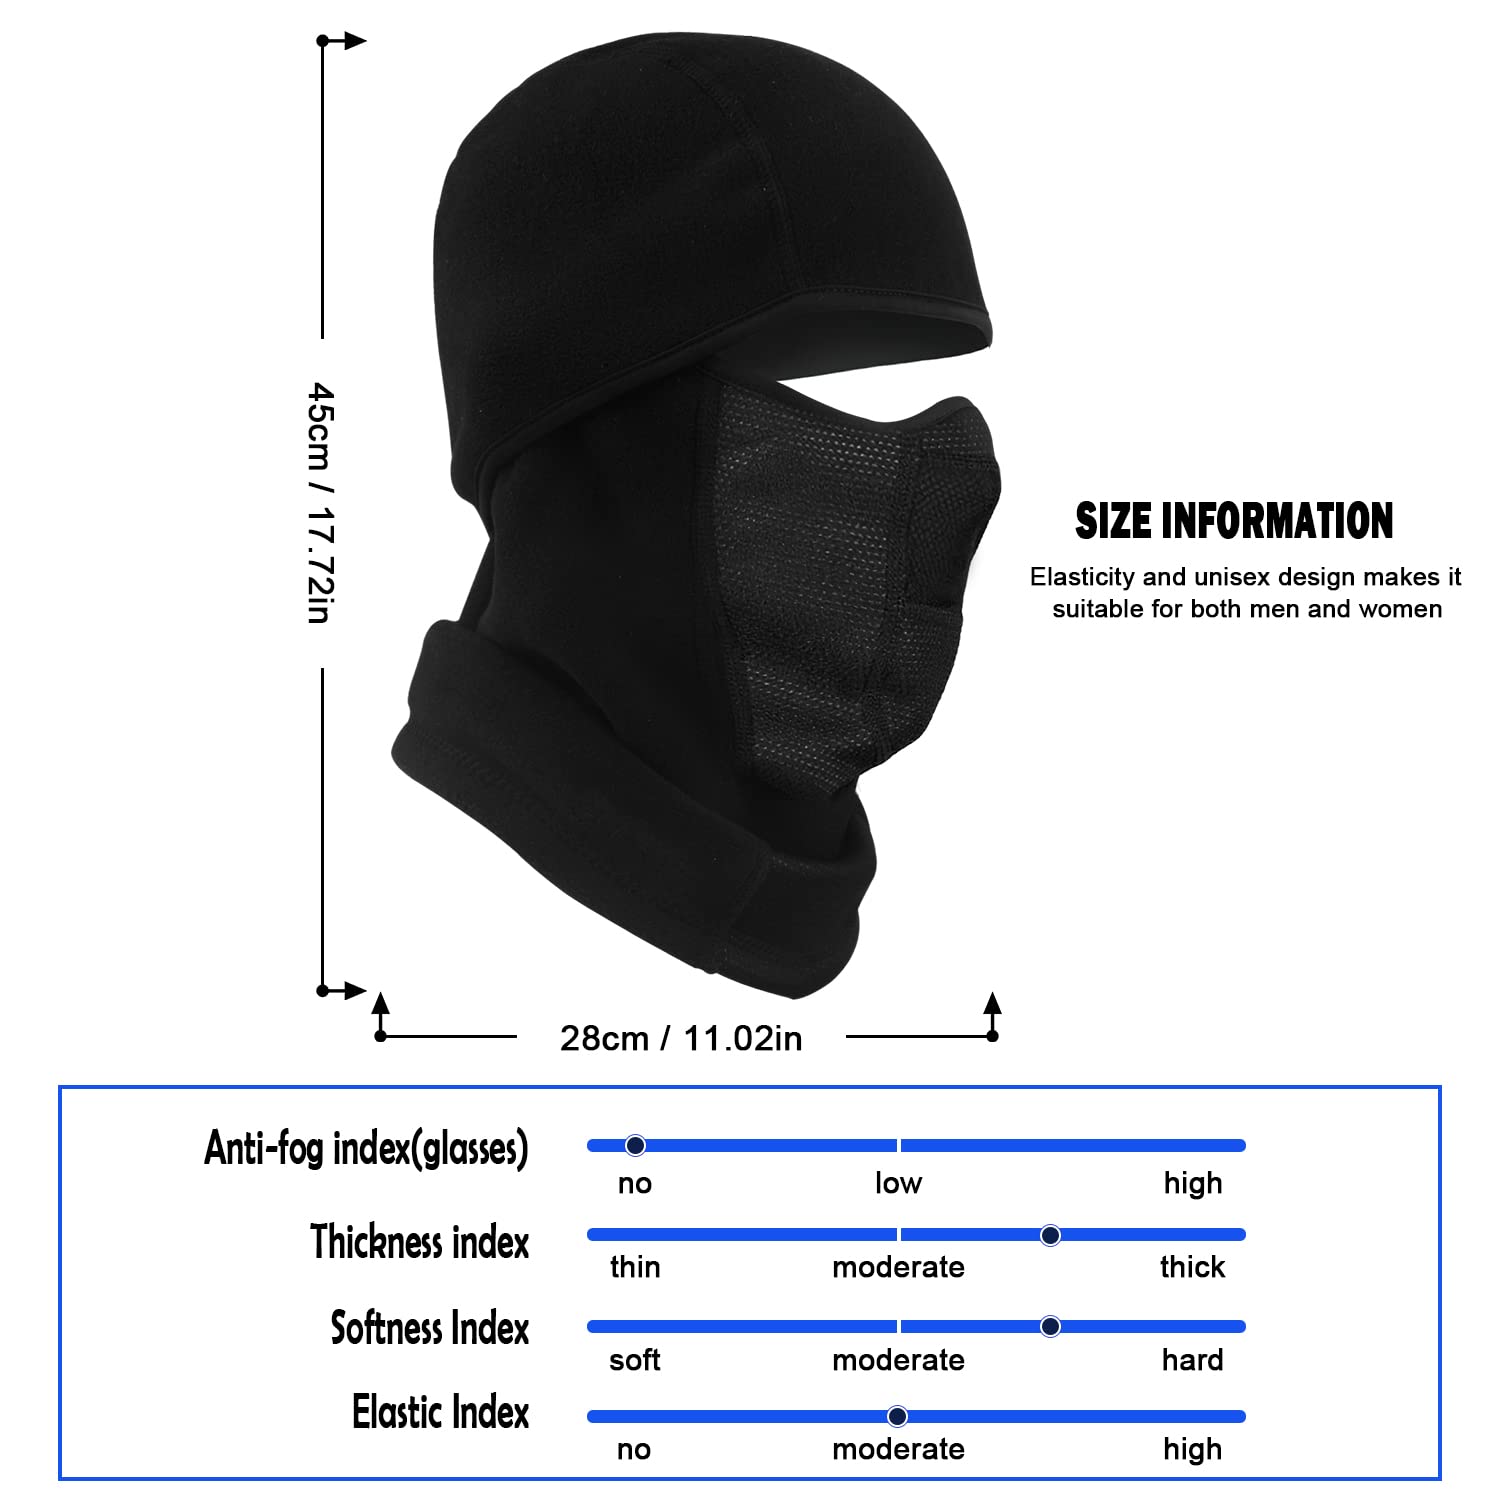 45cm / 17.72in
SIZE INFORMATION
Elasticity and unisex design makes it
suitable for both men and women
28cm / 11.02in
Anti-fog index(glasses)
no low high
Thickness index
thin moderate thick
Softness Index
soft moderate hard
Elastic Index
no moderate high